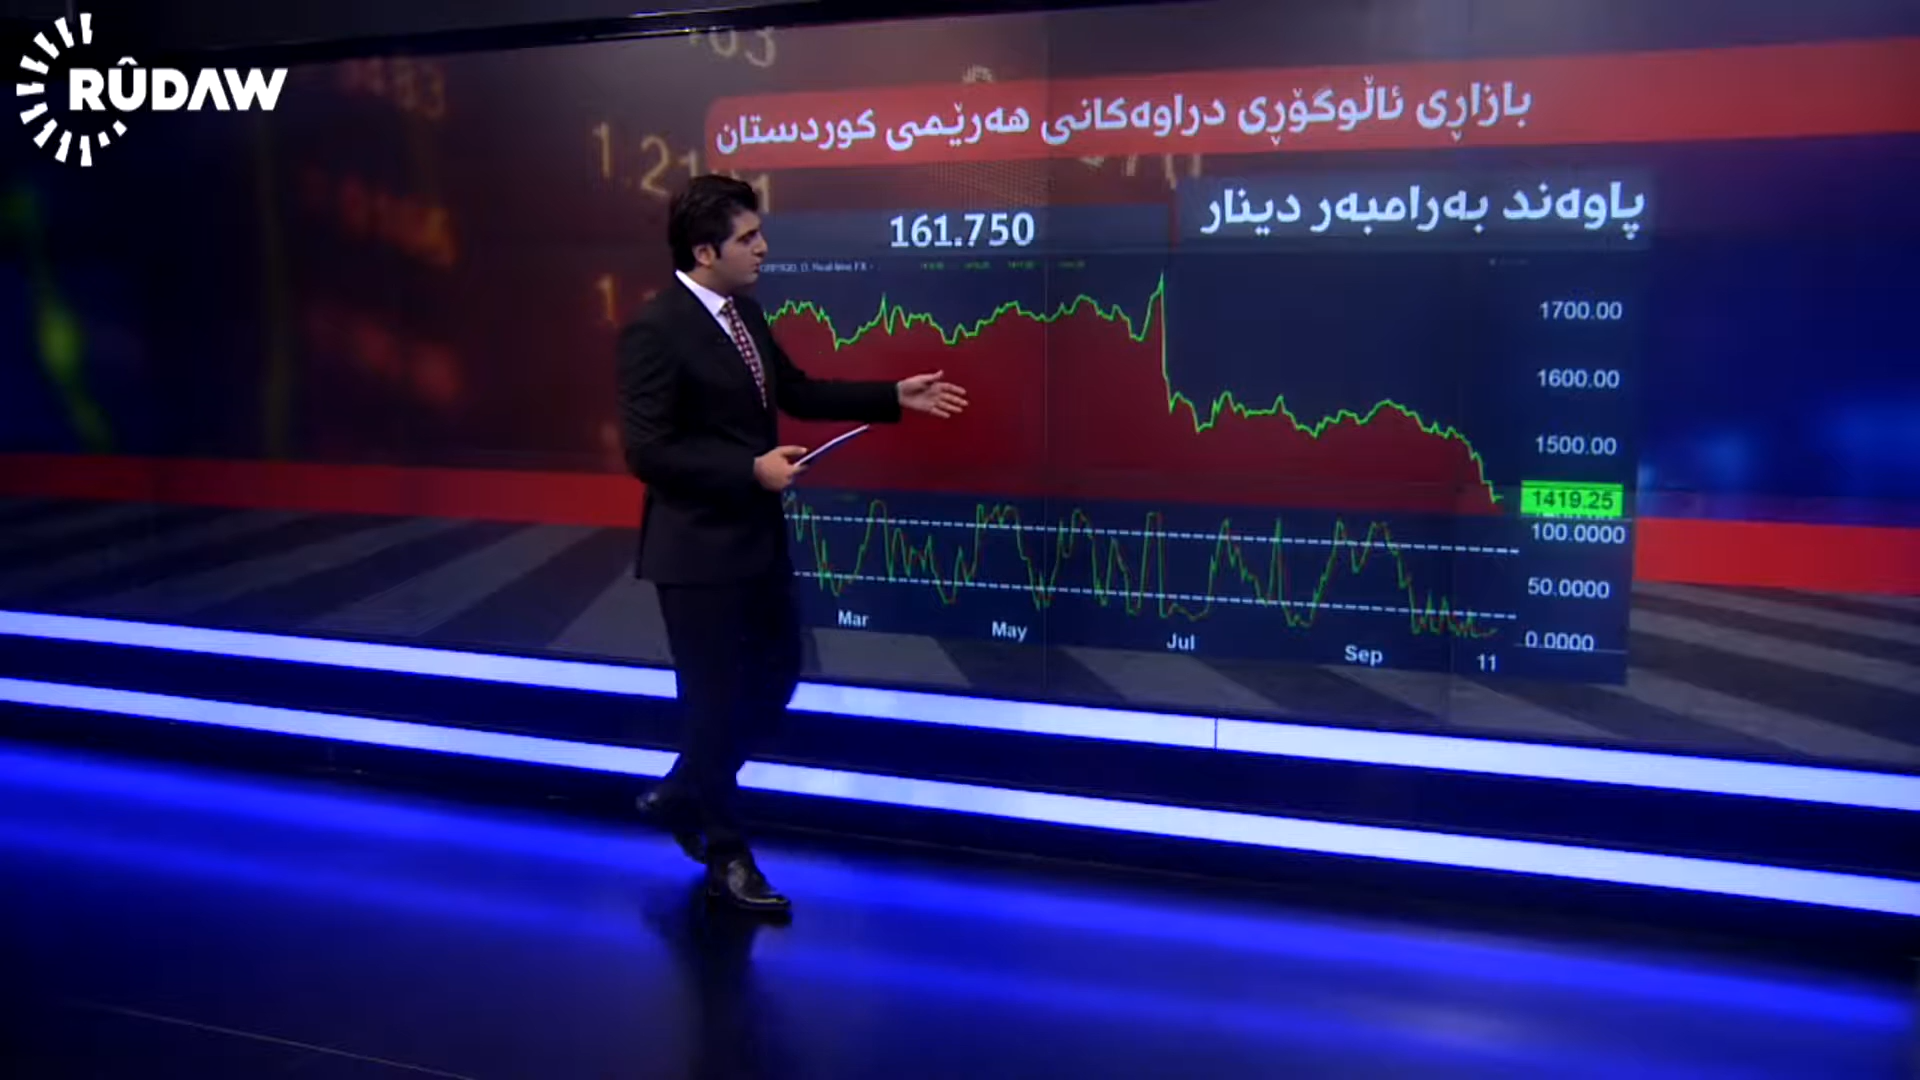 RÛDAW
بازاڕی ئاڵوگۆڕی دراوەکانی هەرێمی کوردستان
پاوەند بەرامبەر دینار
161.750
1700.00
1600.00
1500.00
1419.25
100.0000
50.0000
0.0000
Mar
May
Jul
Sep
11